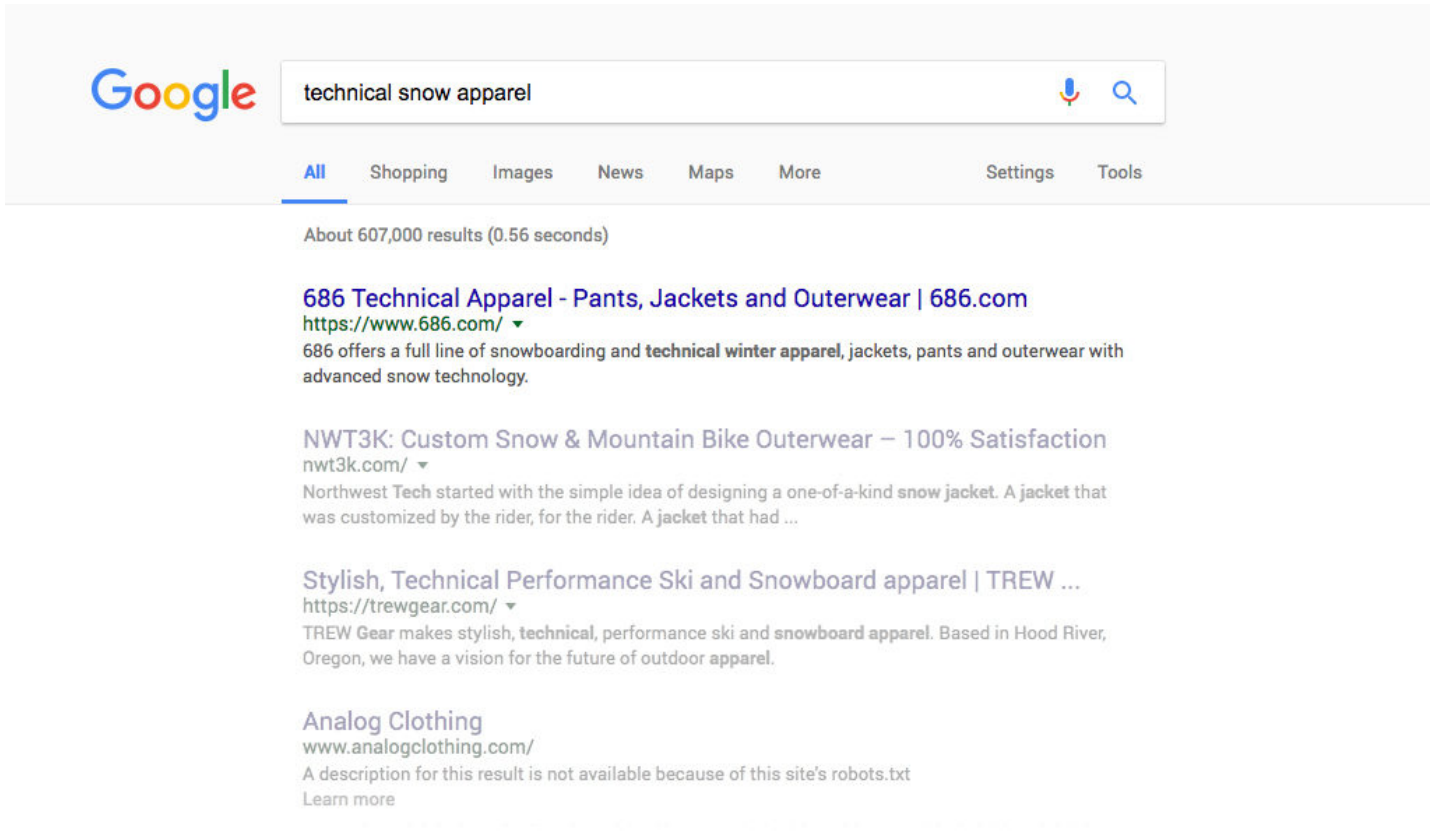 Google
technical snow apparel
All Shopping Images News Maps More Settings Tools
About 607,000 results (0.56 seconds)
686 Technical Apparel - Pants, Jackets and Outerwear | 686.com
https://www.686.com/
686 offers a full line of snowboarding and technical winter apparel, jackets, pants and outerwear with
advanced snow technology.
NWT3K: Custom Snow & Mountain Bike Outerwear – 100% Satisfaction
nwt3k.com/
Northwest Tech started with the simple idea of designing a one-of-a-kind snow jacket. A jacket that
was customized by the rider, for the rider. A jacket that had ...
Stylish, Technical Performance Ski and Snowboard apparel | TREW ...
https://trewgear.com/
TREW Gear makes stylish, technical, performance ski and snowboard apparel. Based in Hood River,
Oregon, we have a vision for the future of outdoor apparel.
Analog Clothing
www.analogclothing.com/
A description for this result is not available because of this site's robots.txt
Learn more